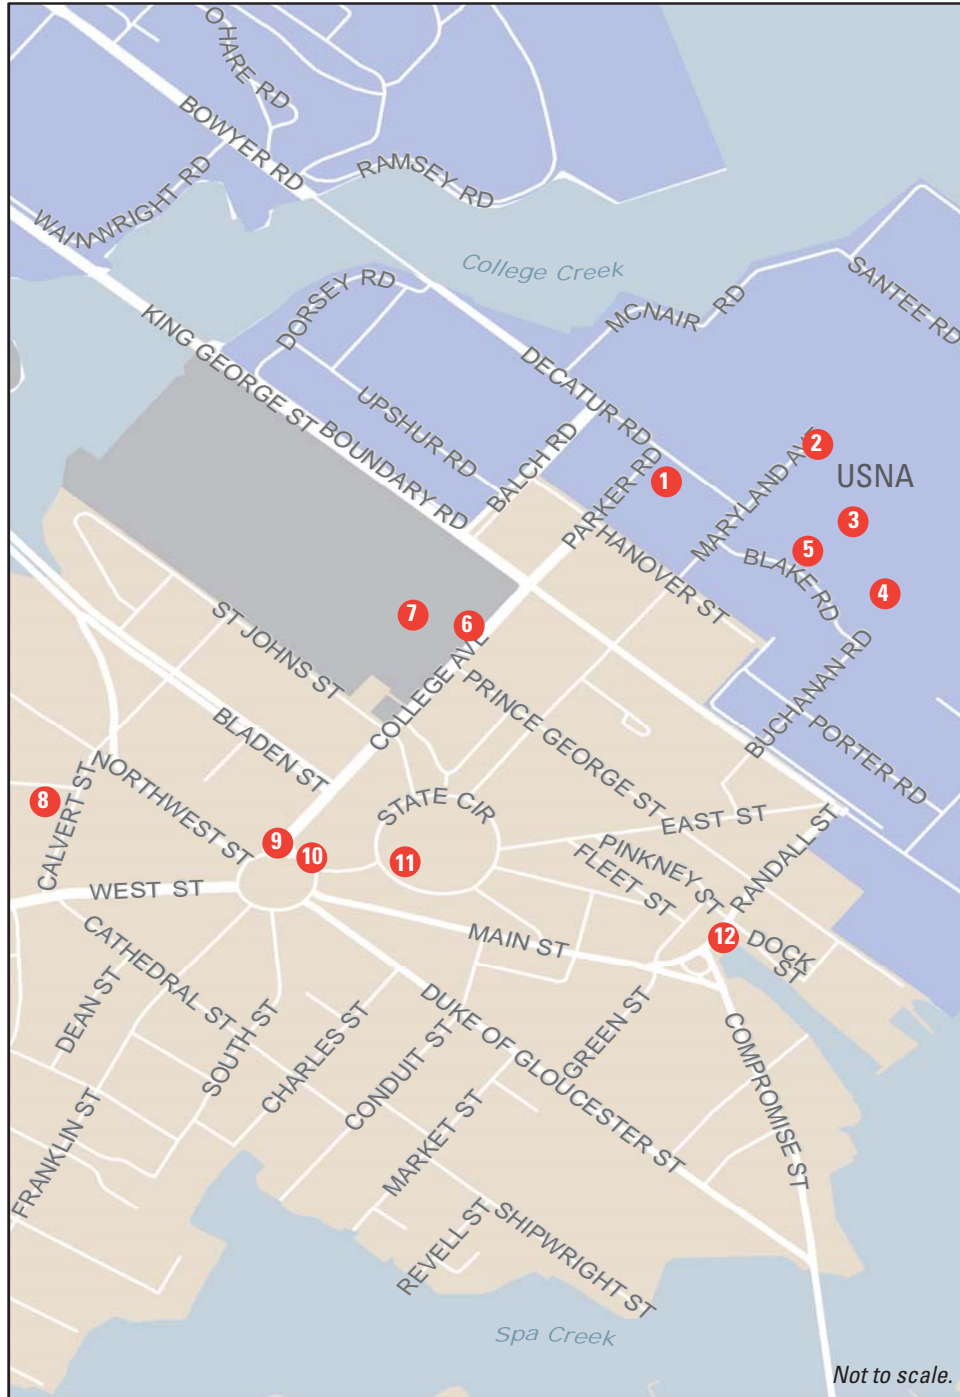 O'HARE RD
BOWYER RD
RAMSEY RD
WAINWRIGHT RD
College Creek
SANTEE RD
DORSEY RD
MCNAIR RD
KING GEORGE ST
DECATUR RD
UPSHUR RD
BOUNDARY RD
BALCH RD
PARKER RD
1
MARYLAND AVE
2
USNA
3
HANOVER ST
5
BLAKE RD
4
7
6
ST JOHNS ST
COLLEGE AVE
PRINCE GEORGE ST
BUCHANAN RD
PORTER RD
BLADEN ST
NORTHWEST ST
8
CALVERT ST
STATE CIR
EAST ST
9
10
11
PINKNEY ST
FLEET ST
RANDALL ST
WEST ST
MAIN ST
12
DOCK
ST
CATHEDRAL ST
DEAN ST
SOUTH ST
CHARLES ST
CONDUIT ST
DUKE OF GLOUCESTER ST
GREEN ST
COMPROMISE ST
FRANKLIN ST
MARKET ST
REVELL ST
SHIPWRIGHT ST
Spa Creek
Not to scale.